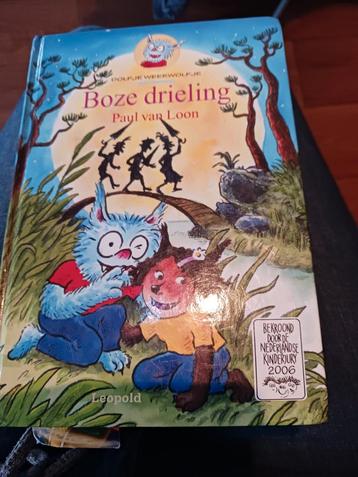 DOLFJE WEERWOLFJE
Boze drieling
Paul van Loon
BEKROOND
DOOR DE
NEDERLANDSE
KINDERJURY
2006
Leopold